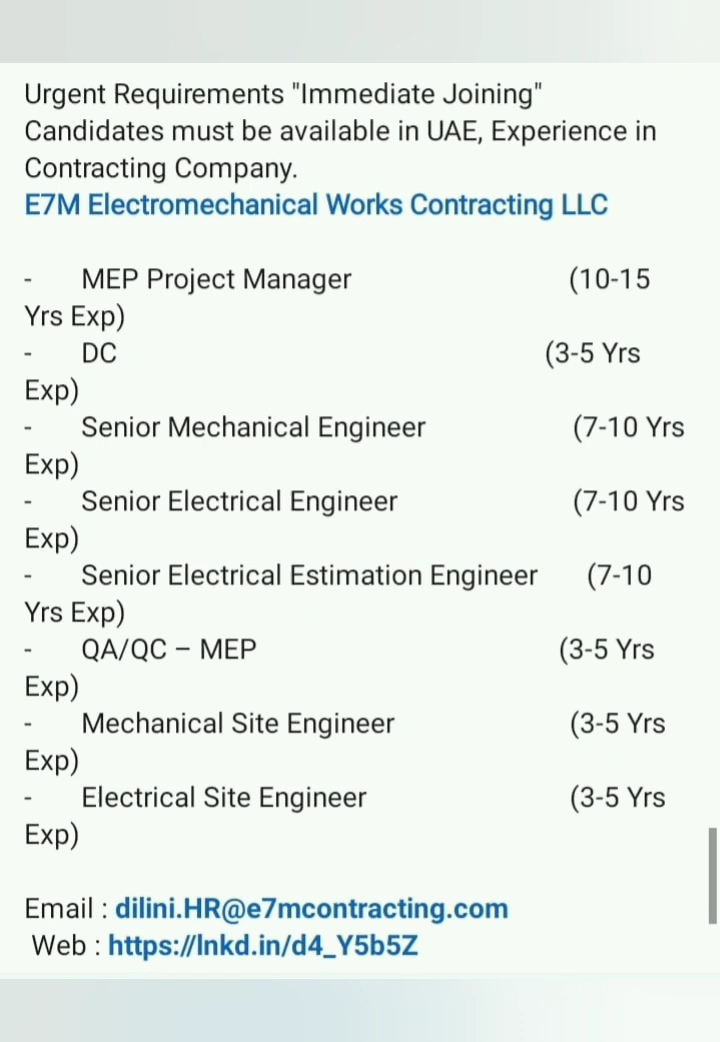 Urgent Requirements "Immediate Joining"
Candidates must be available in UAE, Experience in
Contracting Company.
E7M Electromechanical Works Contracting LLC
- MEP Project Manager (10-15
Yrs Exp)
- DC (3-5 Yrs
Exp)
- Senior Mechanical Engineer (7-10 Yrs
Exp)
- Senior Electrical Engineer (7-10 Yrs
Exp)
- Senior Electrical Estimation Engineer (7-10
Yrs Exp)
- QA/QC – MEP (3-5 Yrs
Exp)
- Mechanical Site Engineer (3-5 Yrs
Exp)
- Electrical Site Engineer (3-5 Yrs
Exp)
Email : dilini.HR@e7mcontracting.com
Web : https://lnkd.in/d4_Y5b5Z